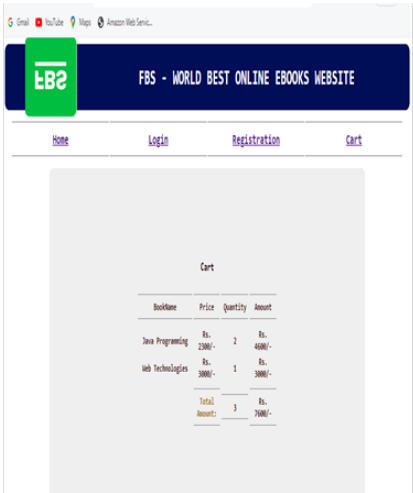 Gmail YouTube Maps Amazon Web Servic...
FBS
FBS - WORLD BEST ONLINE EBOOKS WEBSITE
Home Login Registration Cart
Cart
BookName Price Quantity Amount
Java Programming Rs. 2300/- 2 Rs. 4600/-
Web Technologies Rs. 3000/- 1 Rs. 3000/-
Total Amount: 3 Rs. 7600/-